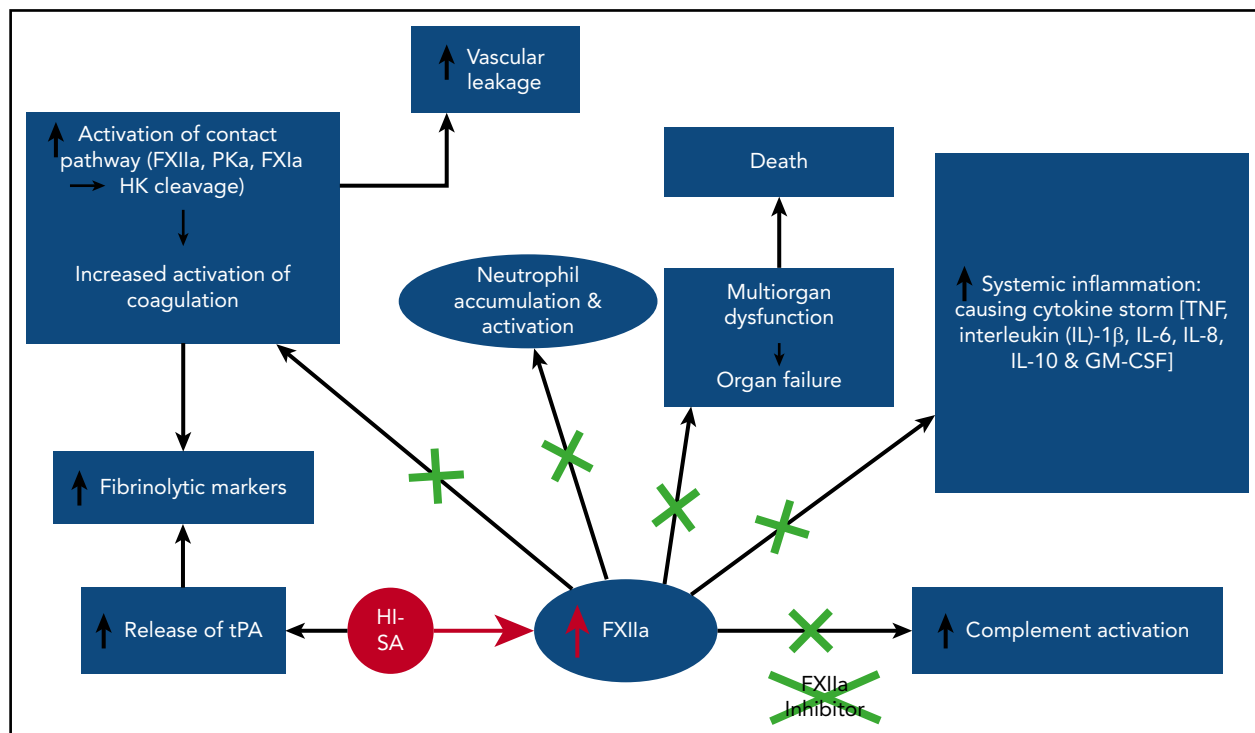 Vascular
leakage
Activation of contact
pathway (FXIIa, PKa, FXIa
HK cleavage)
Increased activation of
coagulation
Death
Neutrophil
accumulation &
activation
Multiorgan
dysfunction
Organ failure
Systemic inflammation:
causing cytokine storm [TNF,
interleukin (IL)-1β, IL-6, IL-8,
IL-10 & GM-CSF]
Fibrinolytic markers
Release of tPA
HI-
SA
FXIIa
Complement activation
FXIIa
Inhibitor